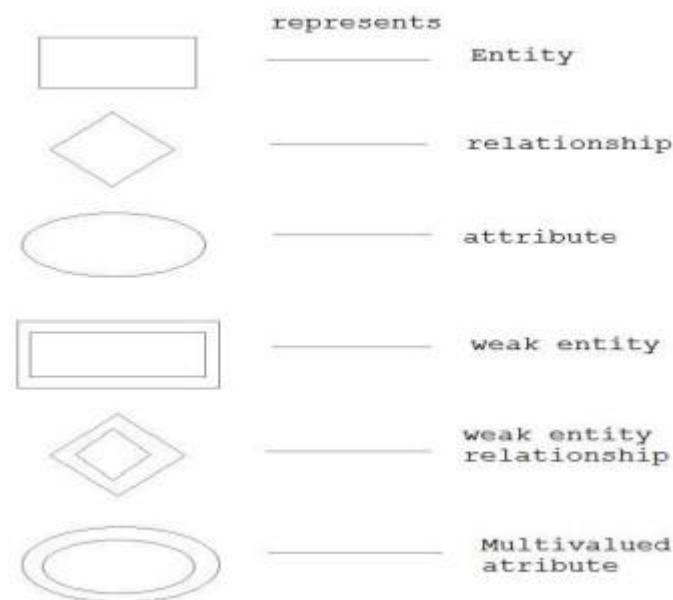 represents
Entity
relationship
attribute
weak entity
weak entity
relationship
Multivalued
atribute